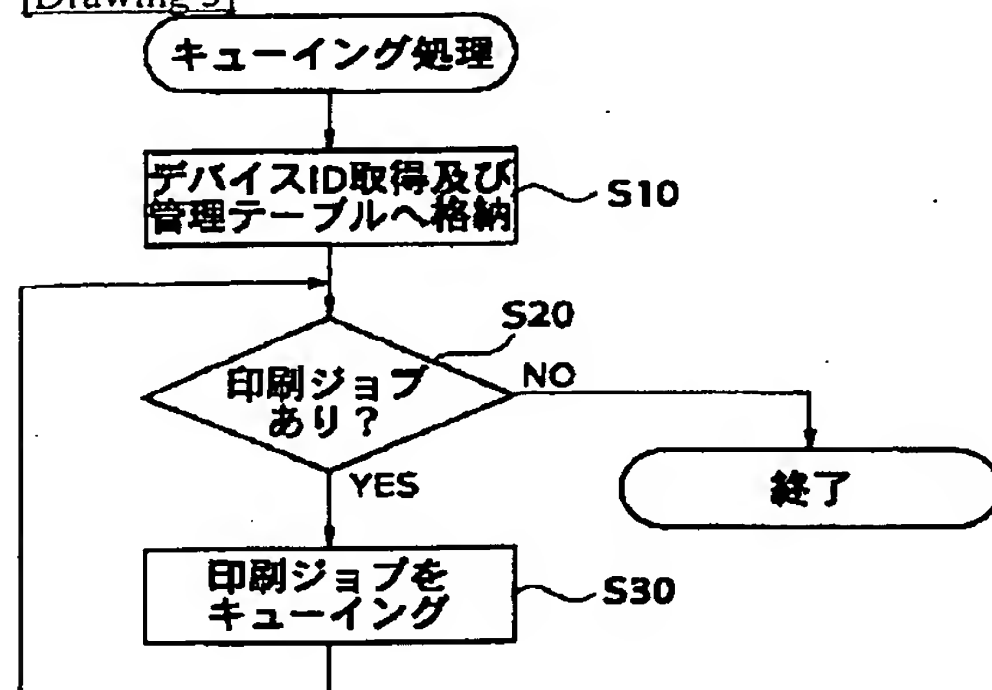 [Drawing 5]
キューイング処理
デバイスID取得及び
管理テーブルへ格納
S10
S20
印刷ジョブ
あり？
NO
YES
終了
印刷ジョブを
キューイング
S30